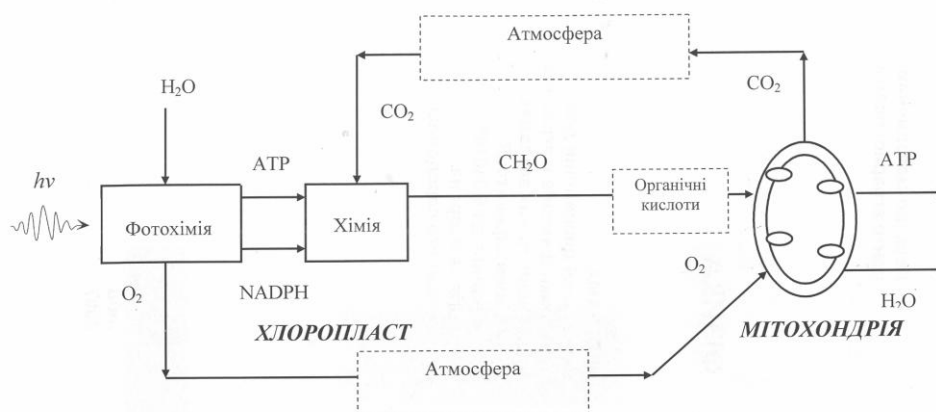 Атмосфера
H₂O
CO₂
CO₂
ATP
CH₂O
ATP
hv
Органічні
кислоти
Фотохімія
Хімія
O₂
O₂
NADPH
H₂O
ХЛОРОПЛАСТ
МІТОХОНДРІЯ
Атмосфера